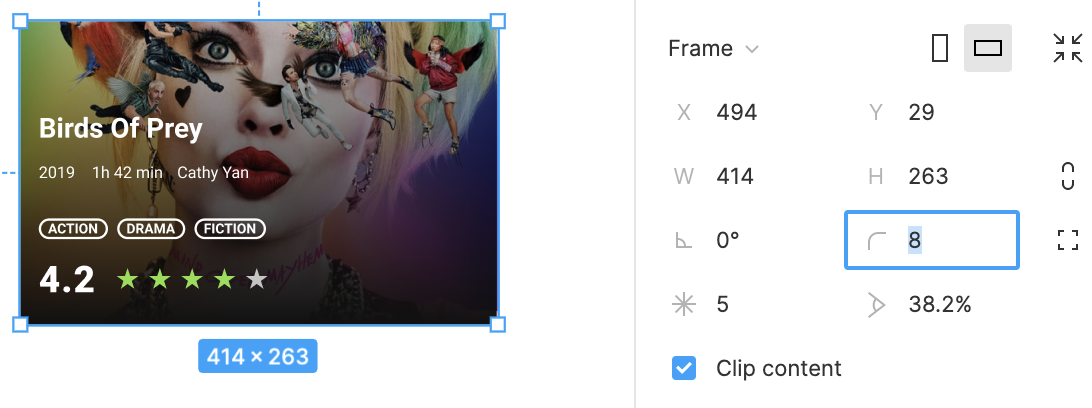 Birds Of Prey
2019 1h 42 min Cathy Yan
ACTION DRAMA FICTION
4.2
414 × 263
Frame
X 494 Y 29
W 414 H 263
0° 8
5 38.2%
Clip content